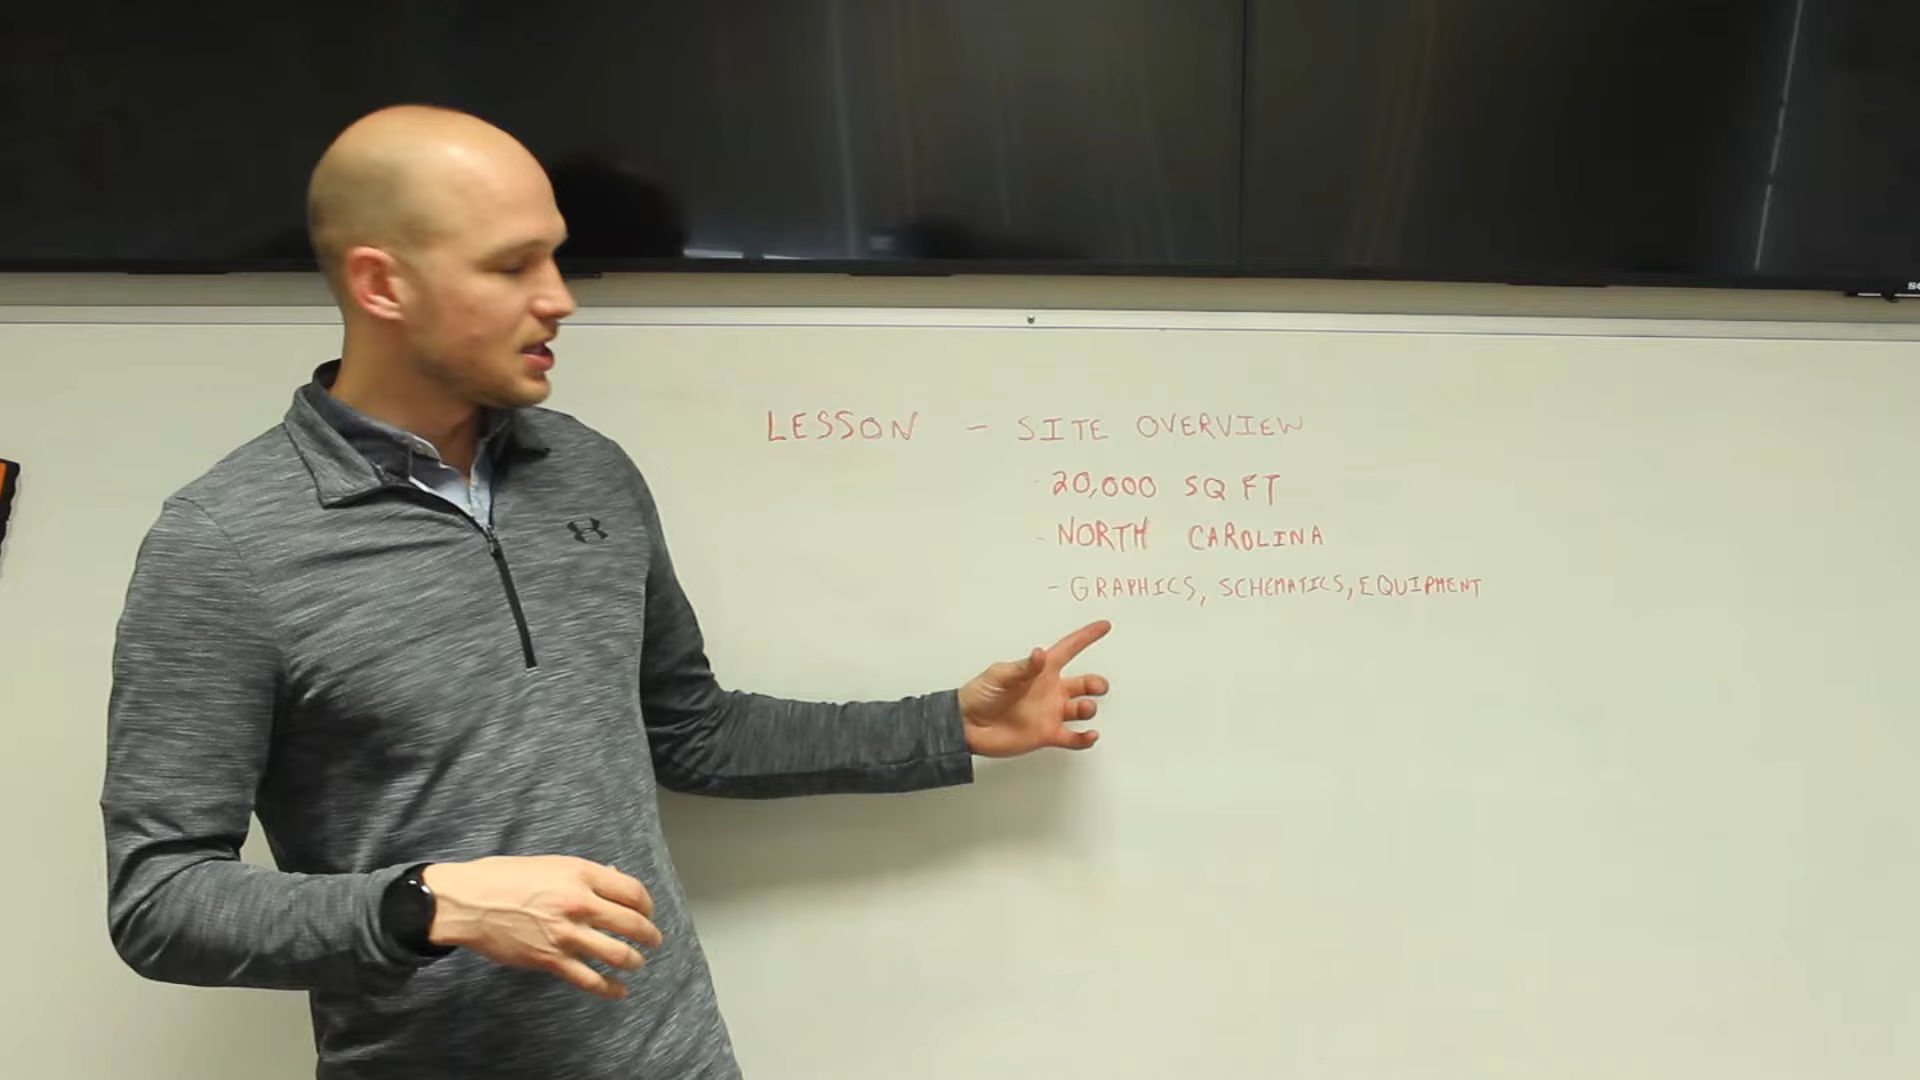 LESSON - SITE OVERVIEW
- 20,000 SQ FT
- NORTH CAROLINA
- GRAPHICS, SCHEMATICS, EQUIPMENT